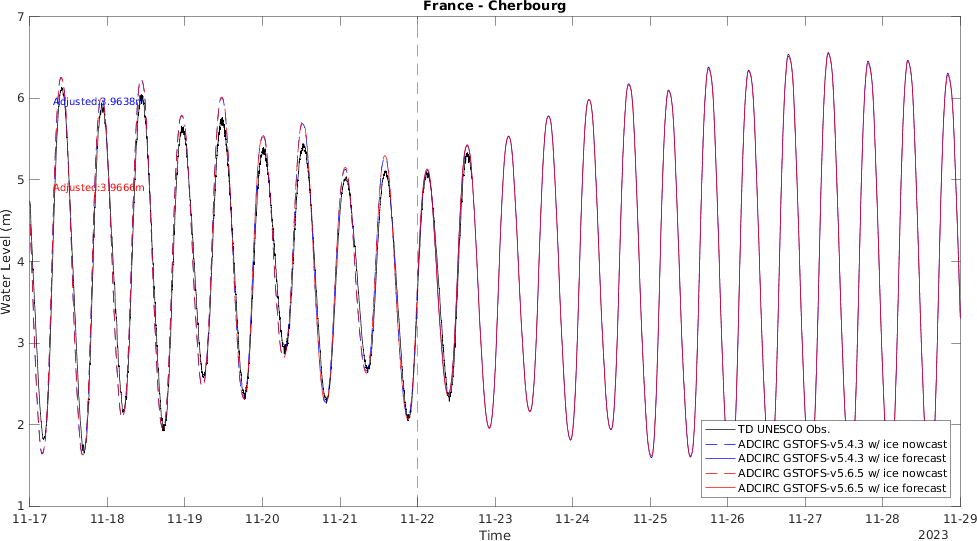 France - Cherbourg
7
6
5
4
3
2
1
Water Level (m)
Adjusted:3.9638m
Adjusted:3.9666m
TD UNESCO Obs.
ADCIRC GSTOFS-v5.4.3 w/ ice nowcast
ADCIRC GSTOFS-v5.4.3 w/ ice forecast
ADCIRC GSTOFS-v5.6.5 w/ ice nowcast
ADCIRC GSTOFS-v5.6.5 w/ ice forecast
11-17 11-18 11-19 11-20 11-21 11-22 11-23 11-24 11-25 11-26 11-27 11-28 11-29
Time
2023